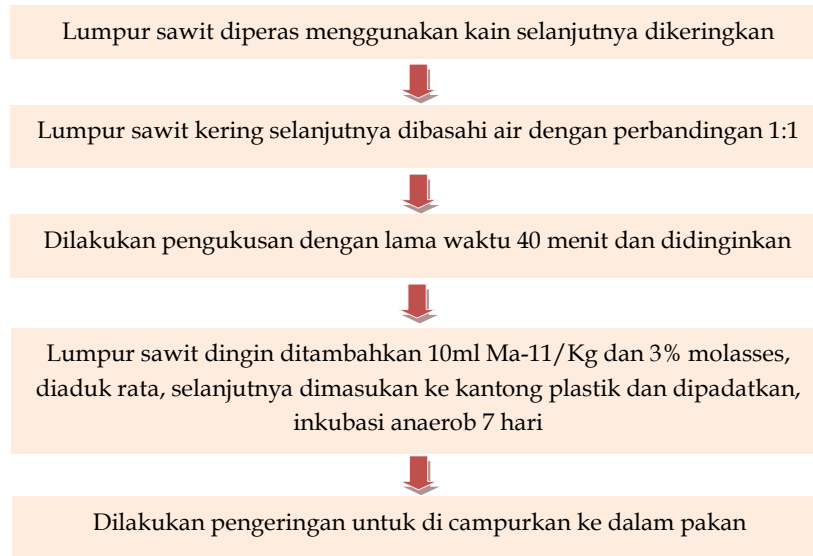 Lumpur sawit diperas menggunakan kain selanjutnya dikeringkan
Lumpur sawit kering selanjutnya dibasahi air dengan perbandingan 1:1
Dilakukan pengukusan dengan lama waktu 40 menit dan didinginkan
Lumpur sawit dingin ditambahkan 10ml Ma-11/Kg dan 3% molasses,
diaduk rata, selanjutnya dimasukan ke kantong plastik dan dipadatkan,
inkubasi anaerob 7 hari
Dilakukan pengeringan untuk di campurkan ke dalam pakan